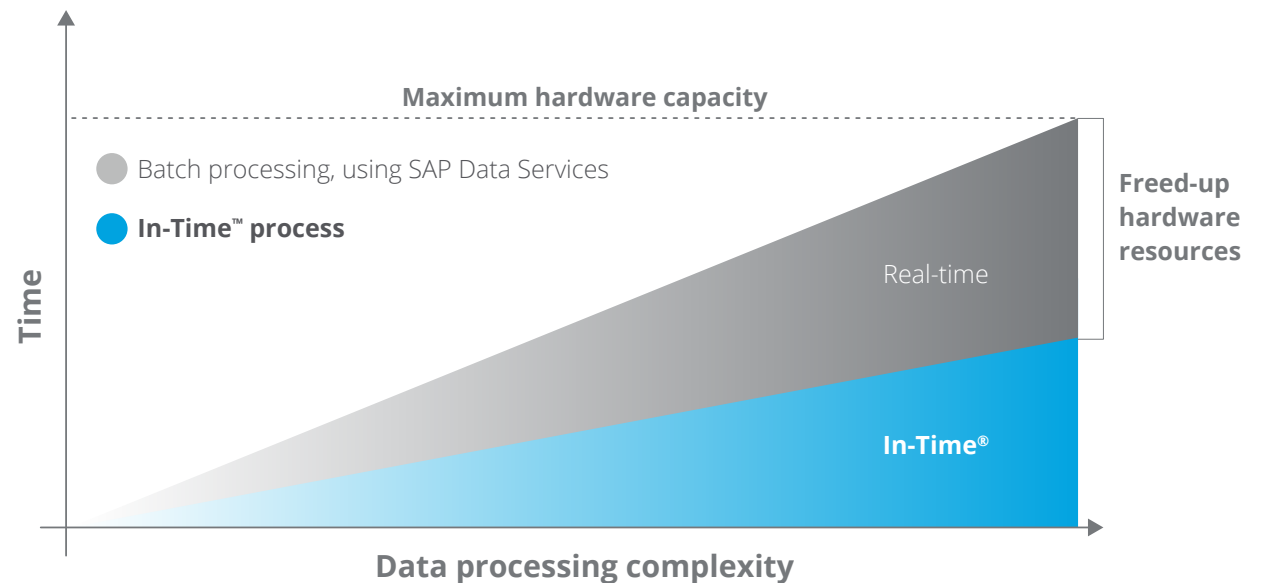 Maximum hardware capacity
Batch processing, using SAP Data Services
In-Time™ process
Freed-up
hardware
resources
Real-time
In-Time®
Time
Data processing complexity